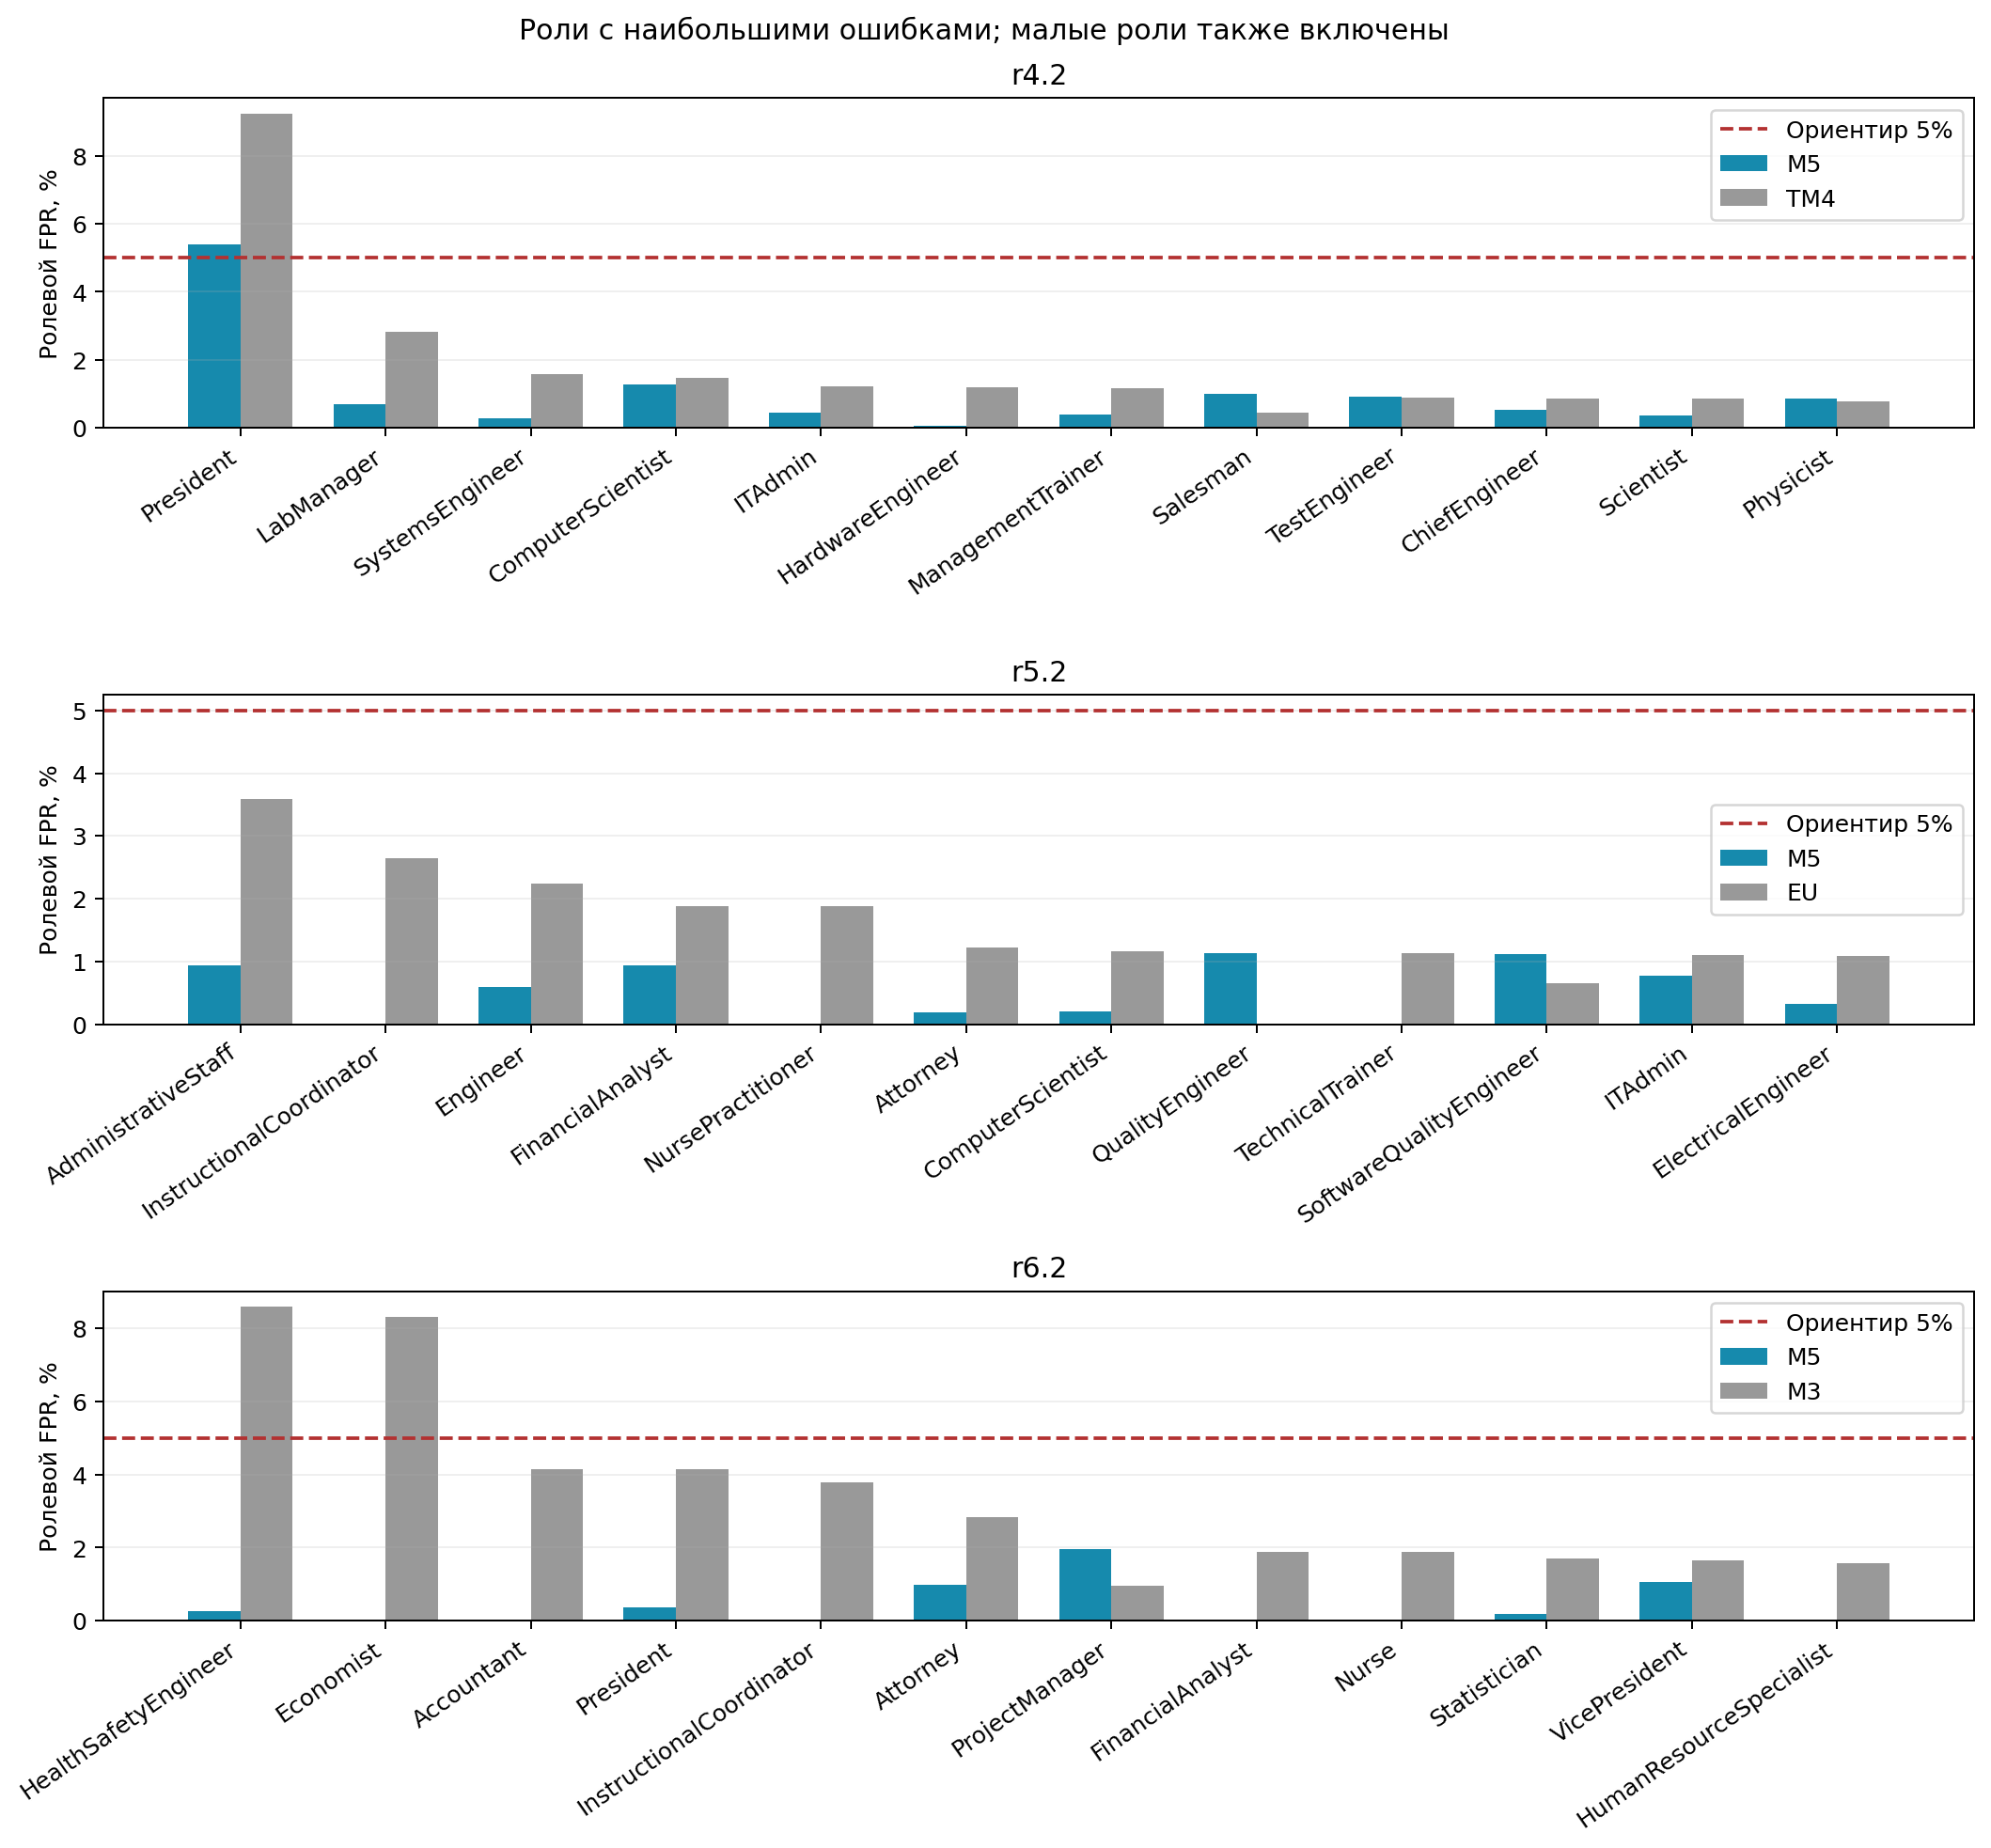 Роли с наибольшими ошибками; малые роли также включены
r4.2
Ролевой FPR, %
8
6
4
2
0
Ориентир 5%
M5
TM4
President
LabManager
SystemsEngineer
ComputerScientist
ITAdmin
HardwareEngineer
ManagementTrainer
Salesman
TestEngineer
ChiefEngineer
Scientist
Physicist
r5.2
Ролевой FPR, %
5
4
3
2
1
0
Ориентир 5%
M5
EU
AdministrativeStaff
InstructionalCoordinator
Engineer
FinancialAnalyst
NursePractitioner
Attorney
ComputerScientist
QualityEngineer
TechnicalTrainer
SoftwareQualityEngineer
ITAdmin
ElectricalEngineer
r6.2
Ролевой FPR, %
8
6
4
2
0
Ориентир 5%
M5
M3
HealthSafetyEngineer
Economist
Accountant
President
InstructionalCoordinator
Attorney
ProjectManager
FinancialAnalyst
Nurse
Statistician
VicePresident
HumanResourceSpecialist